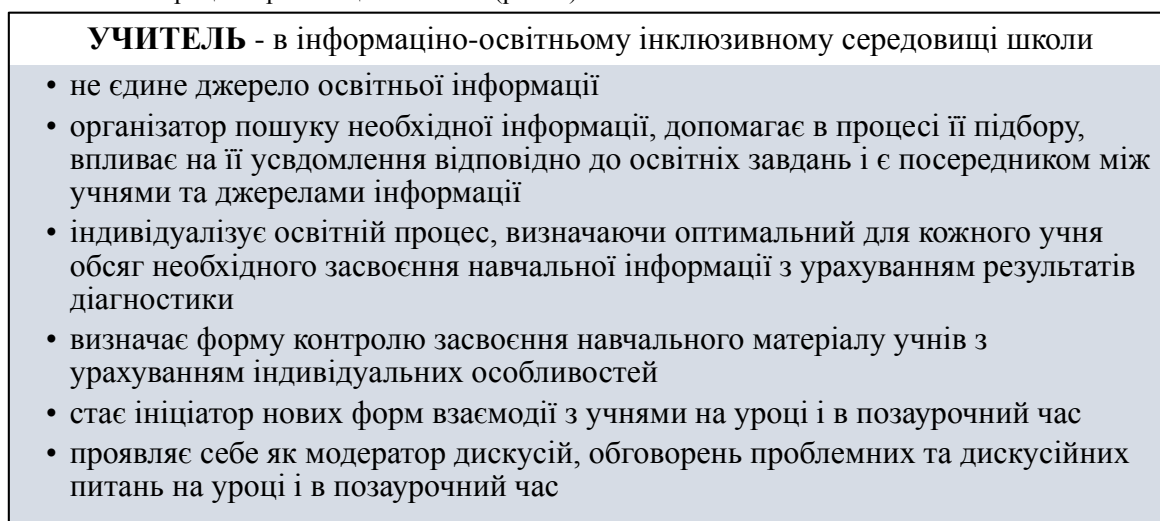 УЧИТЕЛЬ - в інформаціно-освітньому інклюзивному середовищі школи
• не єдине джерело освітньої інформації
• організатор пошуку необхідної інформації, допомагає в процесі її підбору,
впливає на її усвдомлення відповідно до освітніх завдань і є посередником між
учнями та джерелами інформації
• індивідуалізує освітній процес, визначаючи оптимальний для кожного учня
обсяг необхідного засвоєння навчальної інформації з урахуванням результатів
діагностики
• визначає форму контролю засвоєння навчального матеріалу учнів з
урахуванням індивідуальних особливостей
• стає ініціатор нових форм взаємодії з учнями на уроці і в позаурочний час
• проявляє себе як модератор дискусій, обговорень проблемних та дискусійних
питань на уроці і в позаурочний час